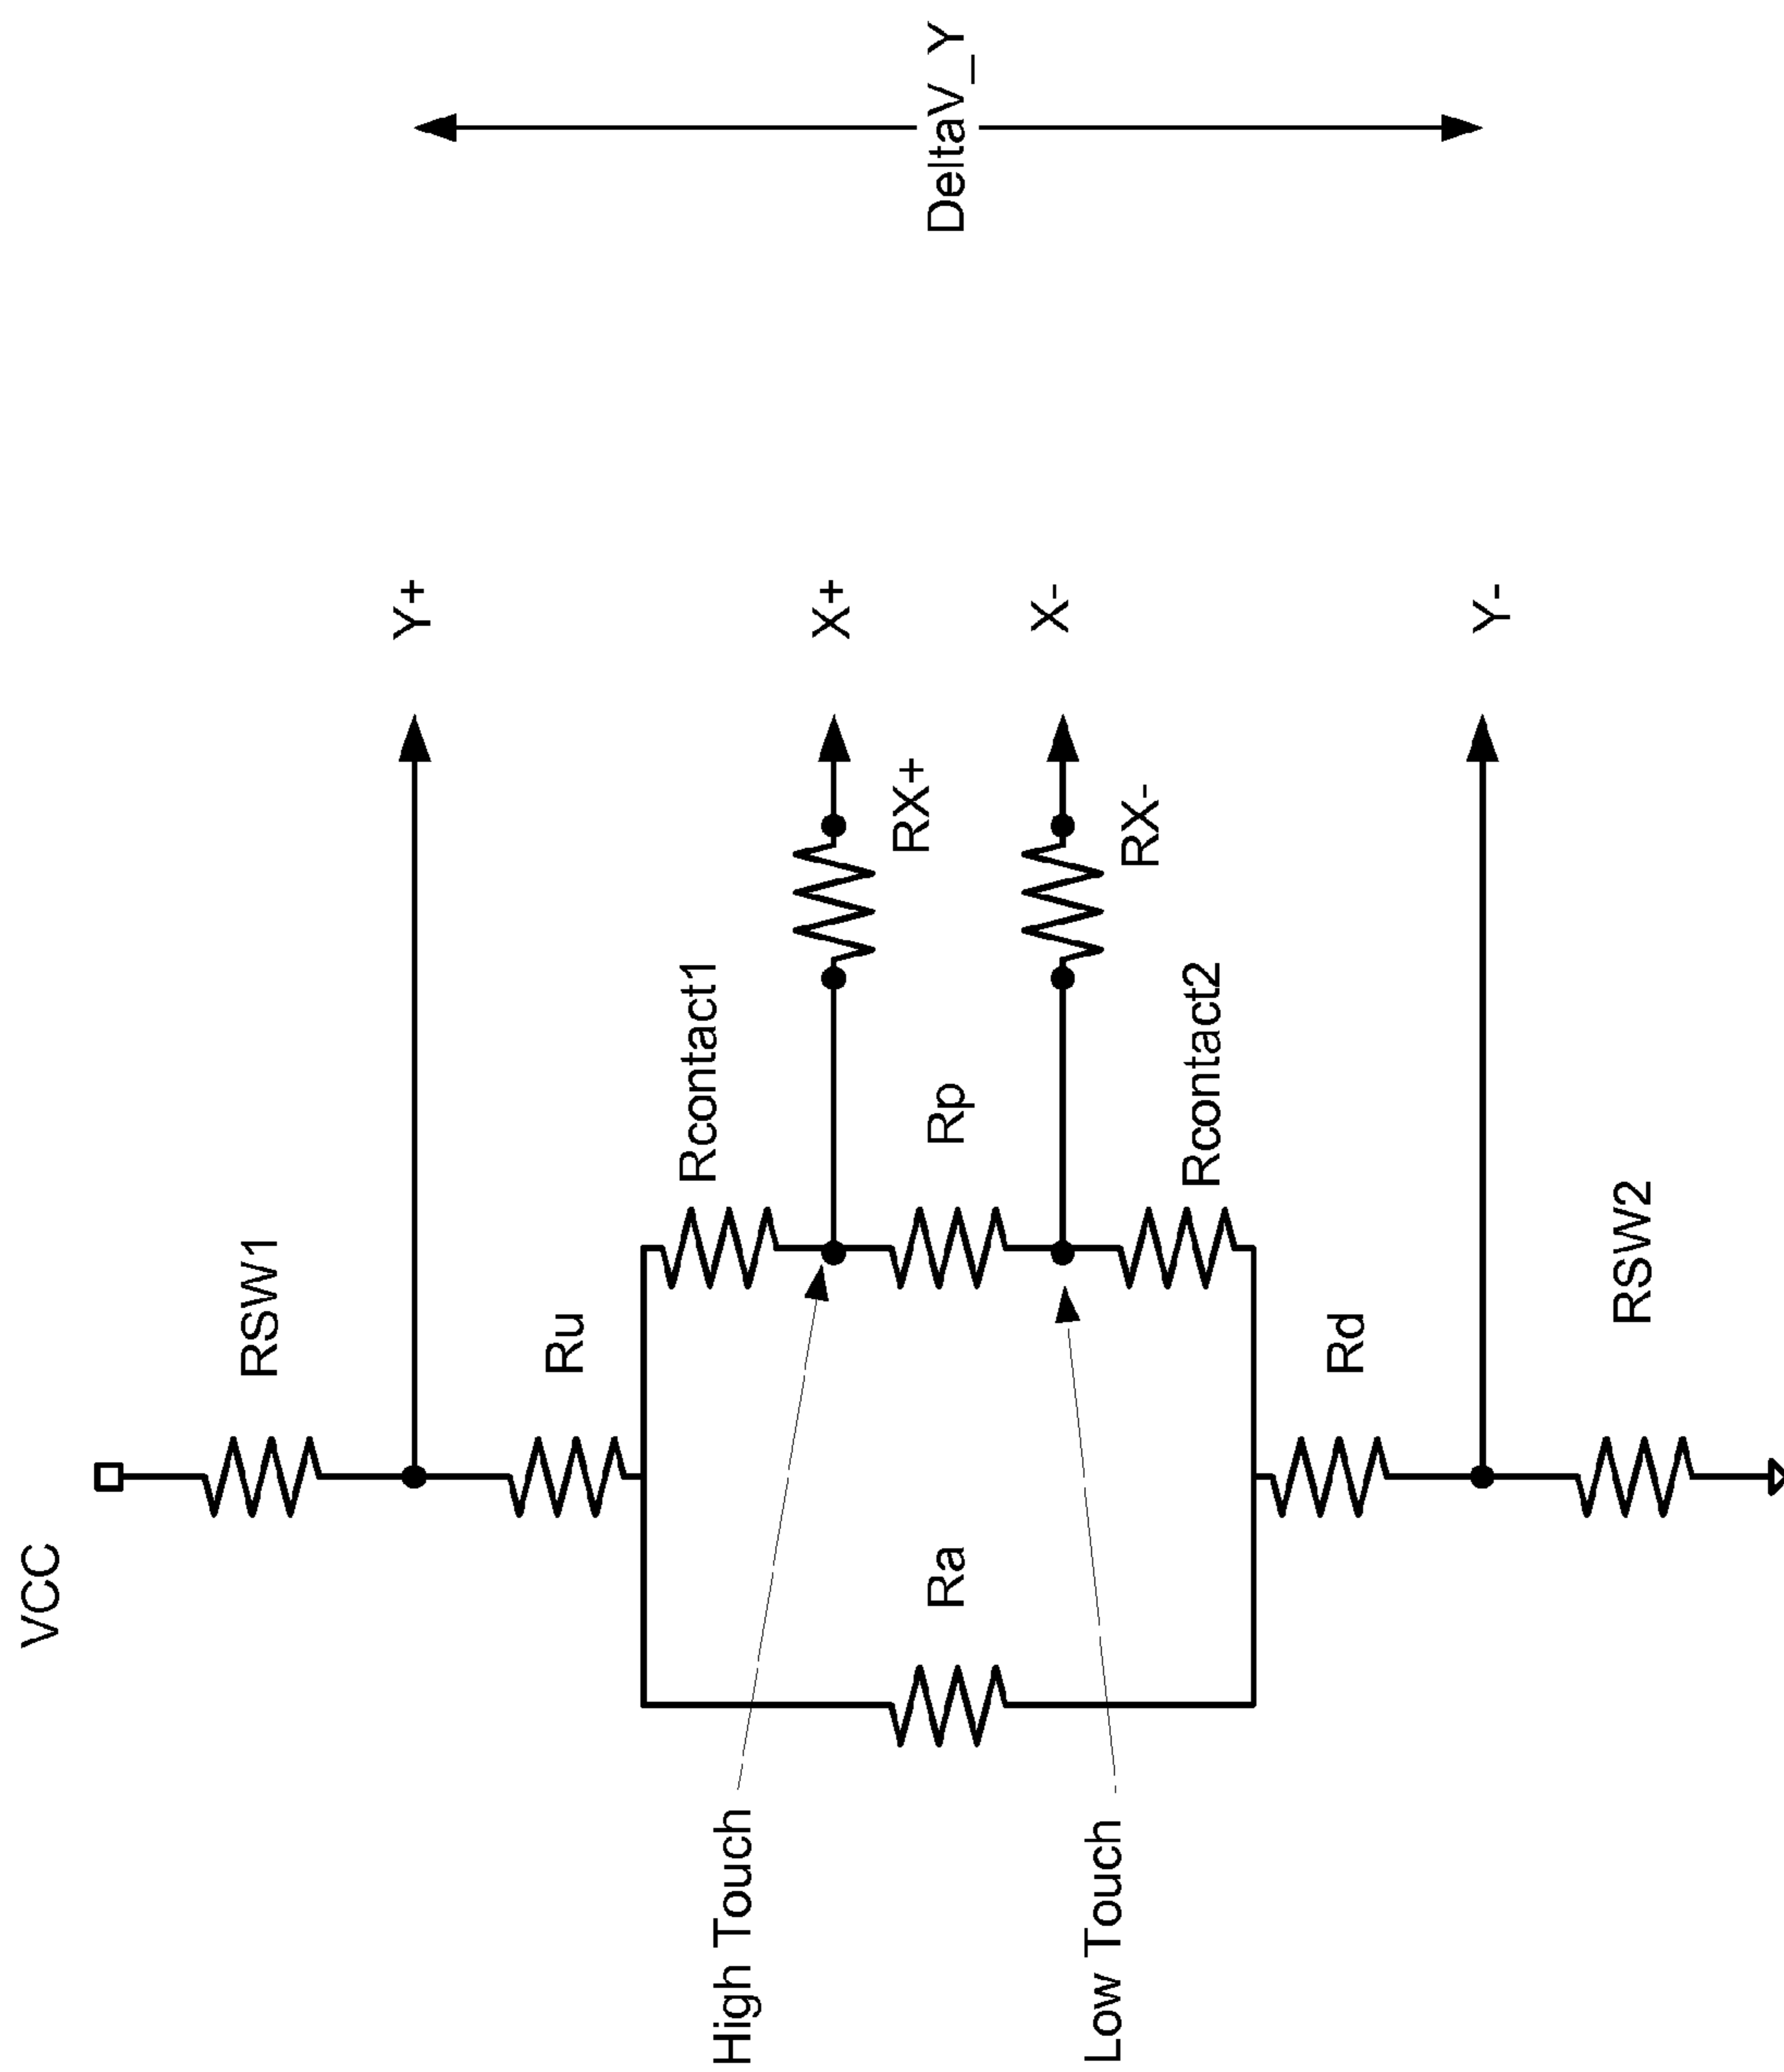 VCC
RSW1
Y+
Ru
Rcontact1
High Touch
X+
RX+
Ra
Rp
DeltaV_Y
X-
RX-
Low Touch
Rcontact2
Rd
Y-
RSW2